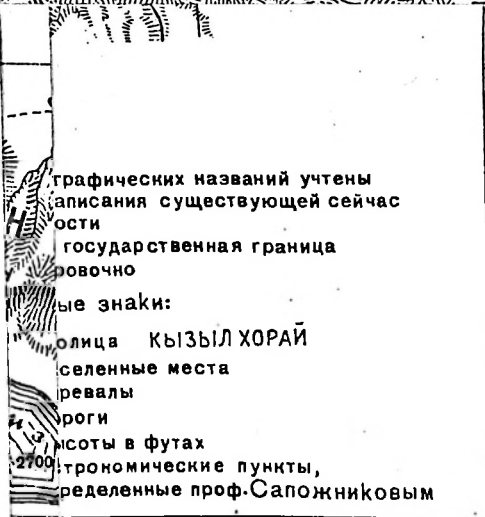 трафических названий учтены
аписания существующей сейчас
ости
государственная граница
ровочно
ые знаки:
олица КЫЗЫЛ ХОРАЙ
селенные места
ревалы
роги
ысоты в футах
трономические пункты,
ределенные проф. Сапожниковым
Н
2700